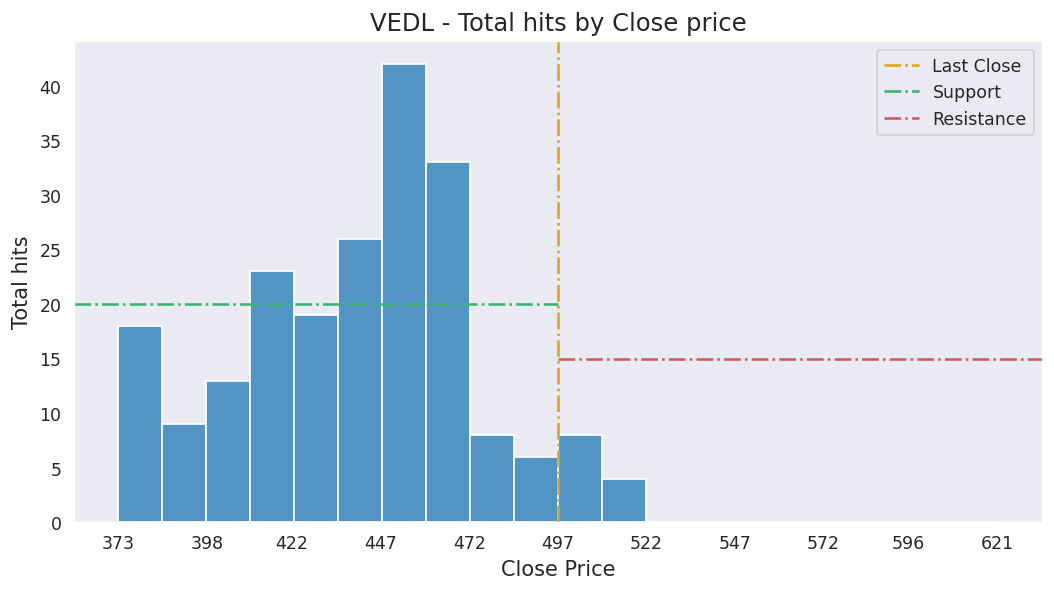 VEDL - Total hits by Close price
Last Close
Support
Resistance
Total hits
40
35
30
25
20
15
10
5
0
373 398 422 447 472 497 522 547 572 596 621
Close Price